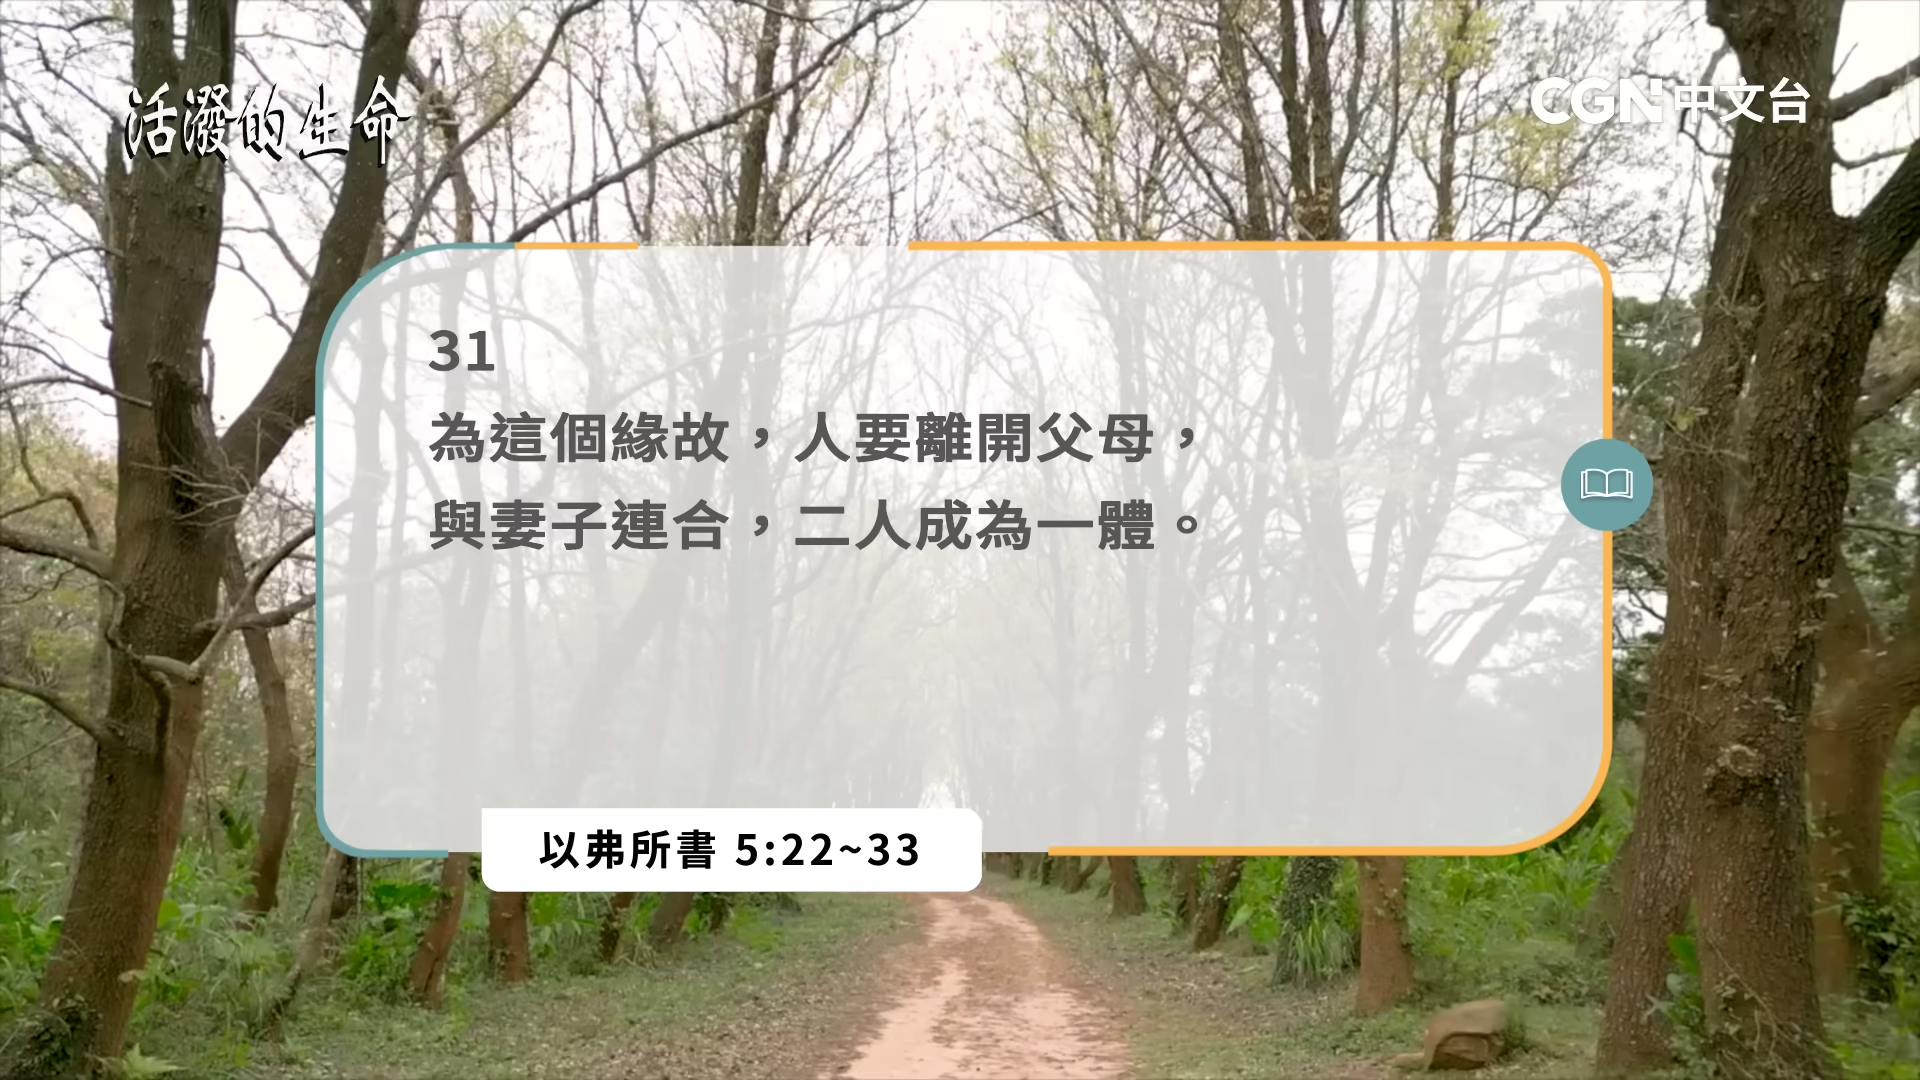 活潑的生命
CGN中文台
31
為這個緣故，人要離開父母，
與妻子連合，二人成為一體。
以弗所書 5:22~33